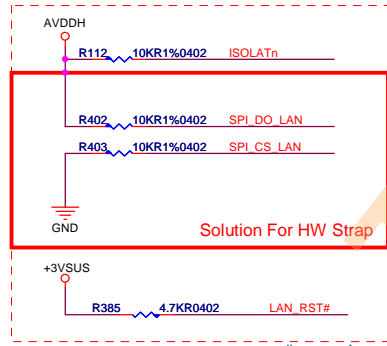 AVDDH
R112 10KR1%0402 ISOLATn
R402 10KR1%0402 SPI_DO_LAN
R403 10KR1%0402 SPI_CS_LAN
GND
Solution For HW Strap
+3VSUS
R385 4.7KR0402 LAN_RST#